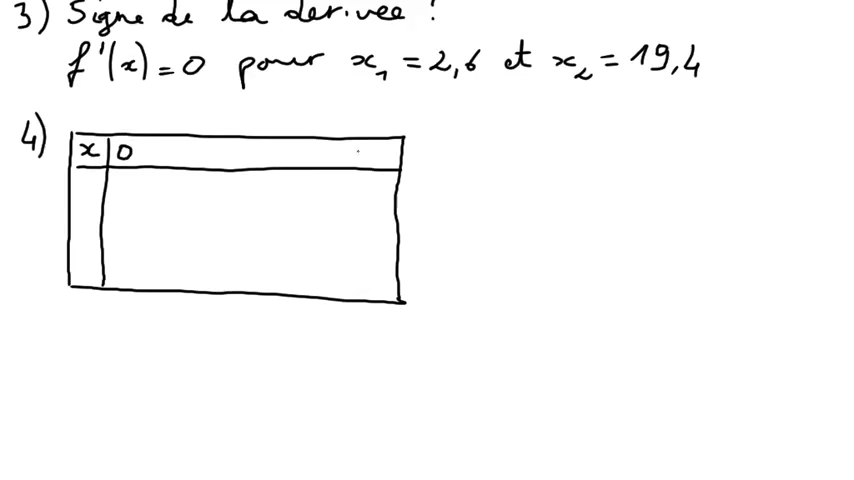 3) Signe de la dérivée !
f'(x) = 0 pour x₁ = 2,6 et x₂ = 19,4
4)
x 0